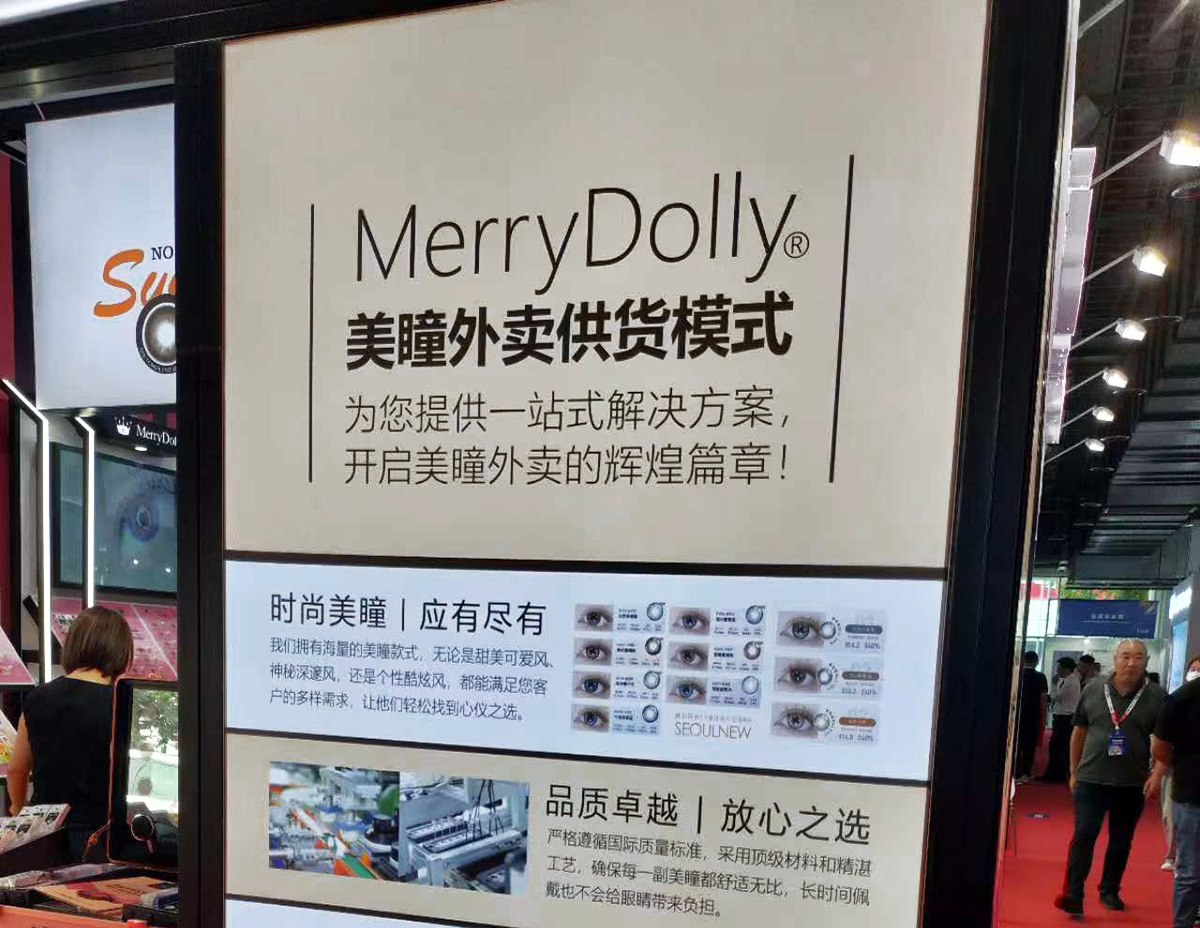 MerryDolly®
美瞳外卖供货模式
为您提供一站式解决方案，
开启美瞳外卖的辉煌篇章！
时尚美瞳 | 应有尽有
我们拥有海量的美瞳款式，无论是甜美可爱风、
神秘深邃风，还是个性酷炫风，都能满足您客
户的多样需求，让他们轻松找到心仪之选。
SEOULNEW
品质卓越 | 放心之选
严格遵循国际质量标准，采用顶级材料和精湛
工艺，确保每一副美瞳都舒适无比，长时间佩
戴也不会给眼睛带来负担。
NO
MerryDo